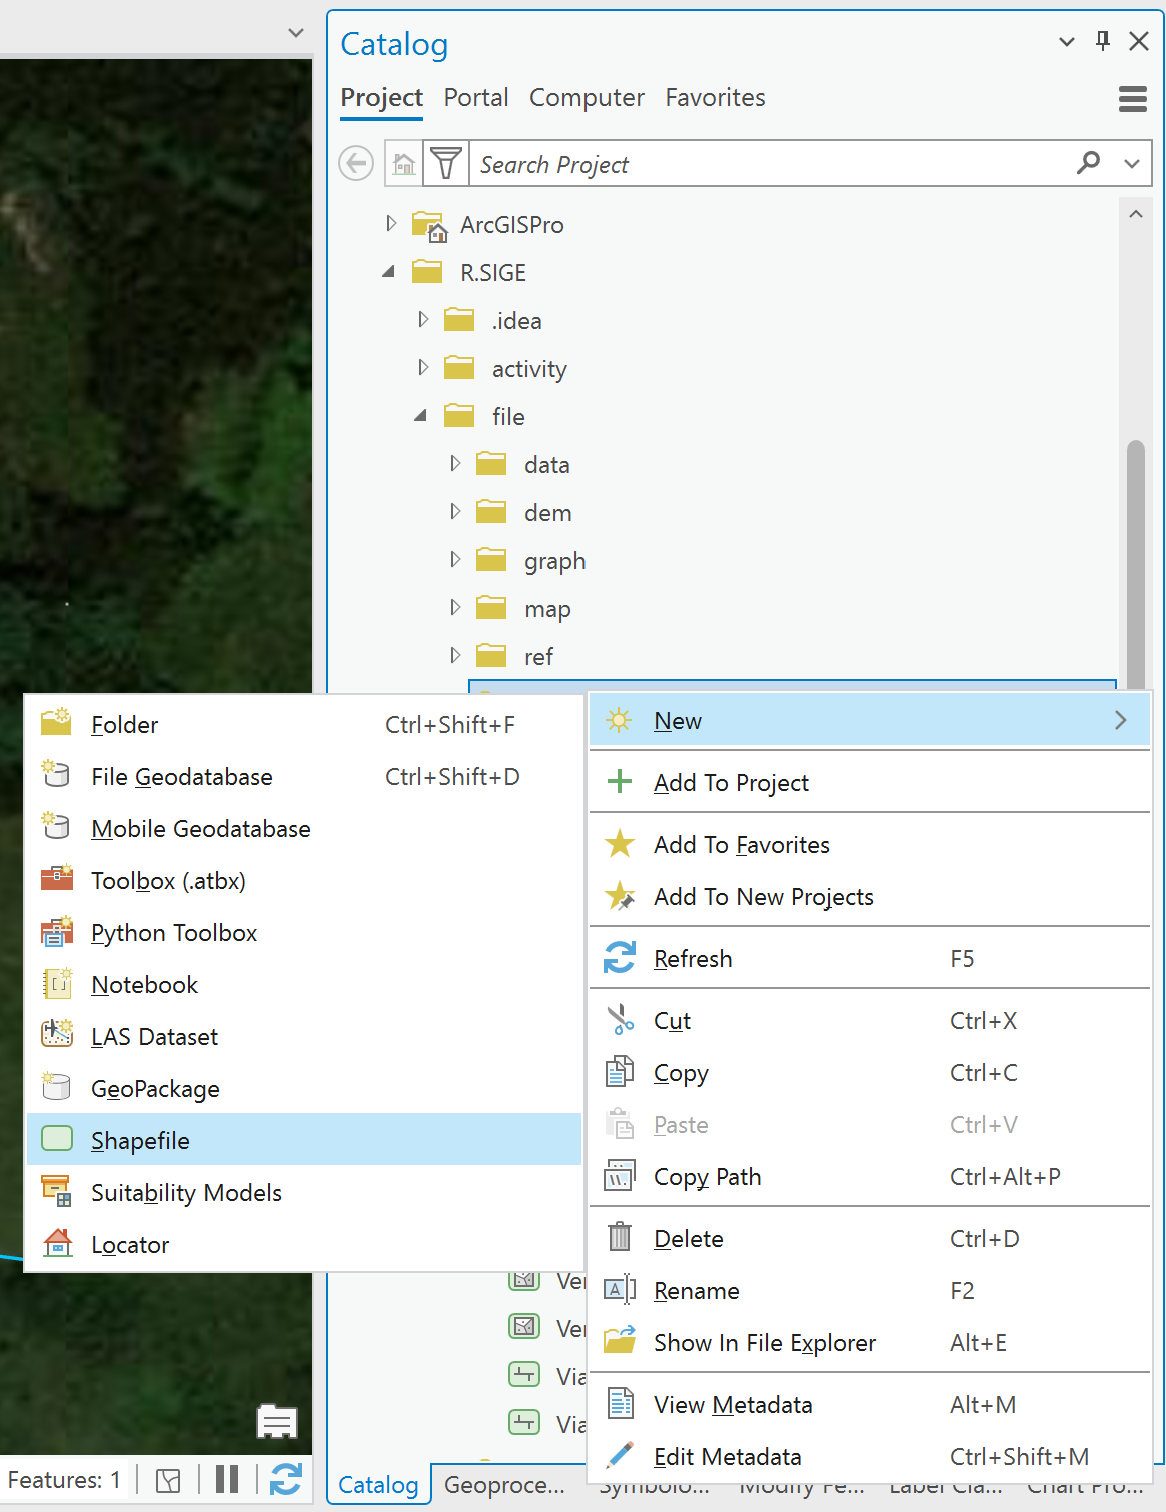 Catalog
Project Portal Computer Favorites
Search Project
ArcGISPro
R.SIGE
.idea
activity
file
data
dem
graph
map
ref
Folder Ctrl+Shift+F
File Geodatabase Ctrl+Shift+D
Mobile Geodatabase
Toolbox (.atbx)
Python Toolbox
Notebook
LAS Dataset
GeoPackage
Shapefile
Suitability Models
Locator
New
Add To Project
Add To Favorites
Add To New Projects
Refresh F5
Cut Ctrl+X
Copy Ctrl+C
Paste Ctrl+V
Copy Path Ctrl+Alt+P
Delete Ctrl+D
Rename F2
Show In File Explorer Alt+E
View Metadata Alt+M
Edit Metadata Ctrl+Shift+M
Ve
Ve
Via
Via
Features: 1
Catalog Geoproce... Symbolo... Modify Fe... Label Cla... Chart Pro...